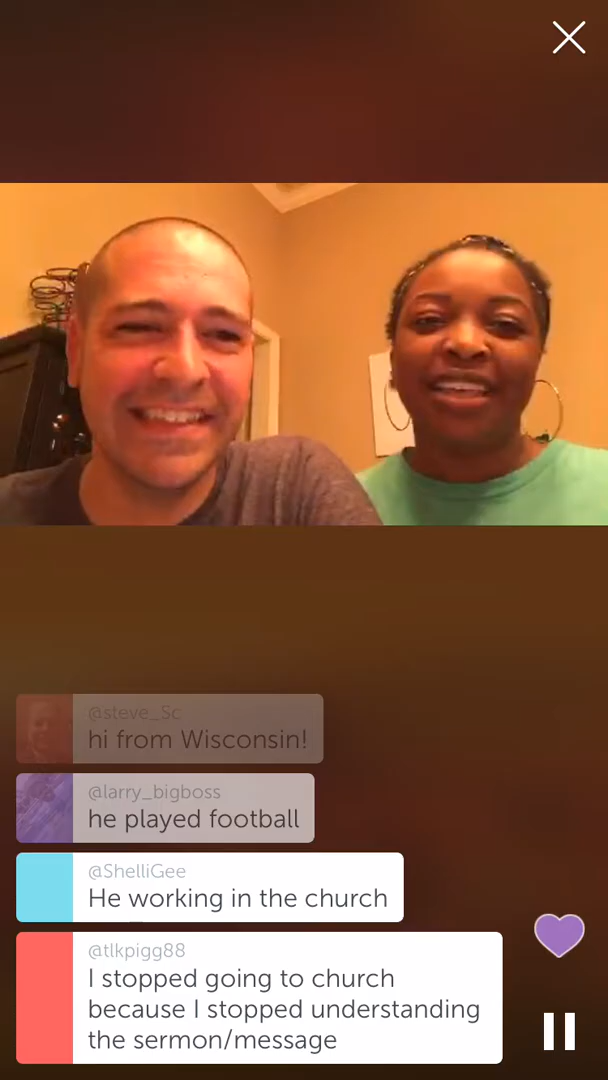 @steve_Sc
hi from Wisconsin!
@larry_bigboss
he played football
@ShelliGee
He working in the church
@tlkpigg88
I stopped going to church
because I stopped understanding
the sermon/message